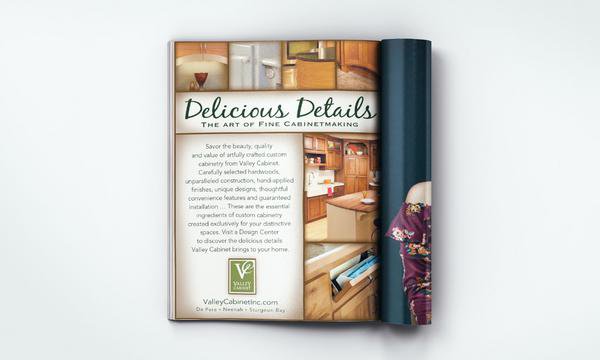 Delicious Details
THE ART OF FINE CABINETMAKING
Savor the beauty, quality
and value of artfully crafted custom
cabinetry from Valley Cabinet.
Carefully selected hardwoods,
unparalleled construction, hand-applied
finishes, unique designs, thoughtful
convenience features and guaranteed
installation ... These are the essential
ingredients of custom cabinetry
created exclusively for your distinctive
spaces. Visit a Design Center
to discover the delicious details
Valley Cabinet brings to your home.
VC
VALLEY
CABINET
ValleyCabinetInc.com
De Pere • Neenah • Sturgeon Bay